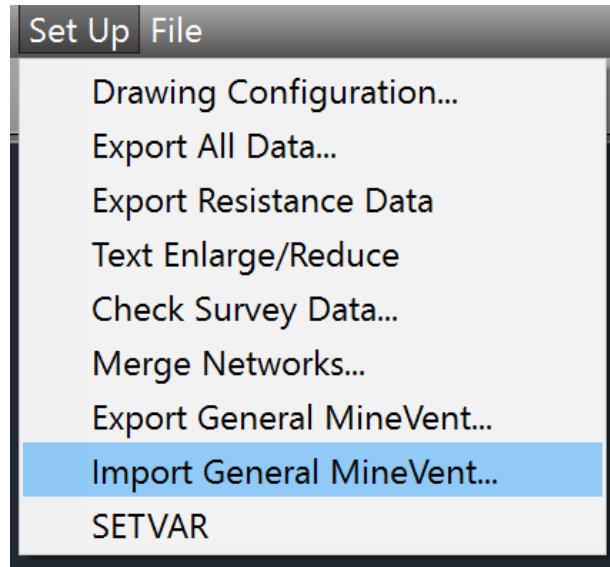 Set Up File
Drawing Configuration...
Export All Data...
Export Resistance Data
Text Enlarge/Reduce
Check Survey Data...
Merge Networks...
Export General MineVent...
Import General MineVent...
SETVAR